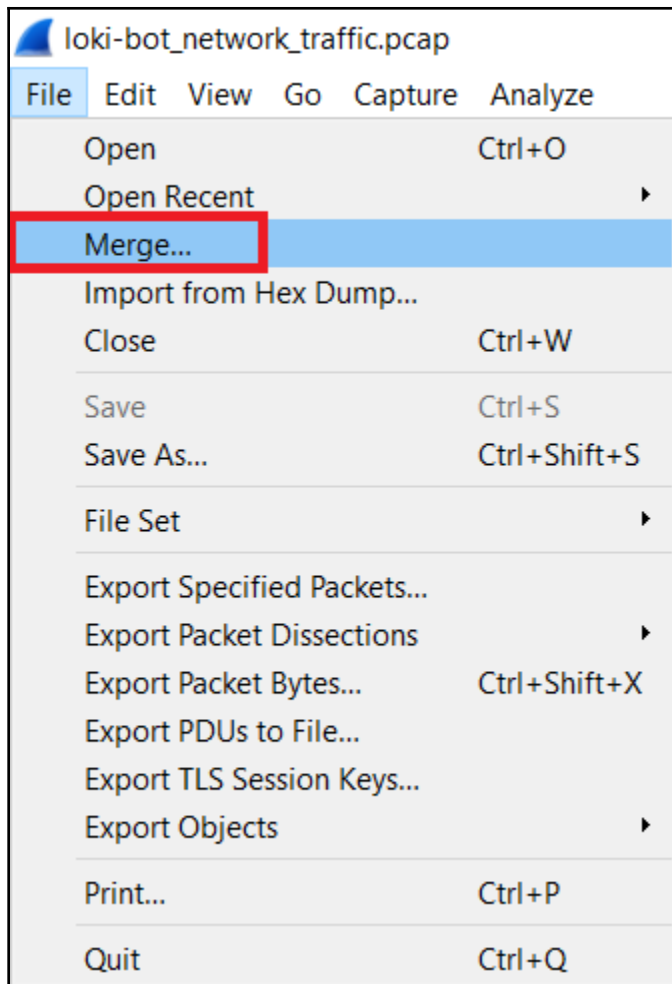 loki-bot_network_traffic.pcap
File Edit View Go Capture Analyze
Open Ctrl+O
Open Recent
Merge...
Import from Hex Dump...
Close Ctrl+W
Save Ctrl+S
Save As... Ctrl+Shift+S
File Set
Export Specified Packets...
Export Packet Dissections
Export Packet Bytes... Ctrl+Shift+X
Export PDUs to File...
Export TLS Session Keys...
Export Objects
Print... Ctrl+P
Quit Ctrl+Q